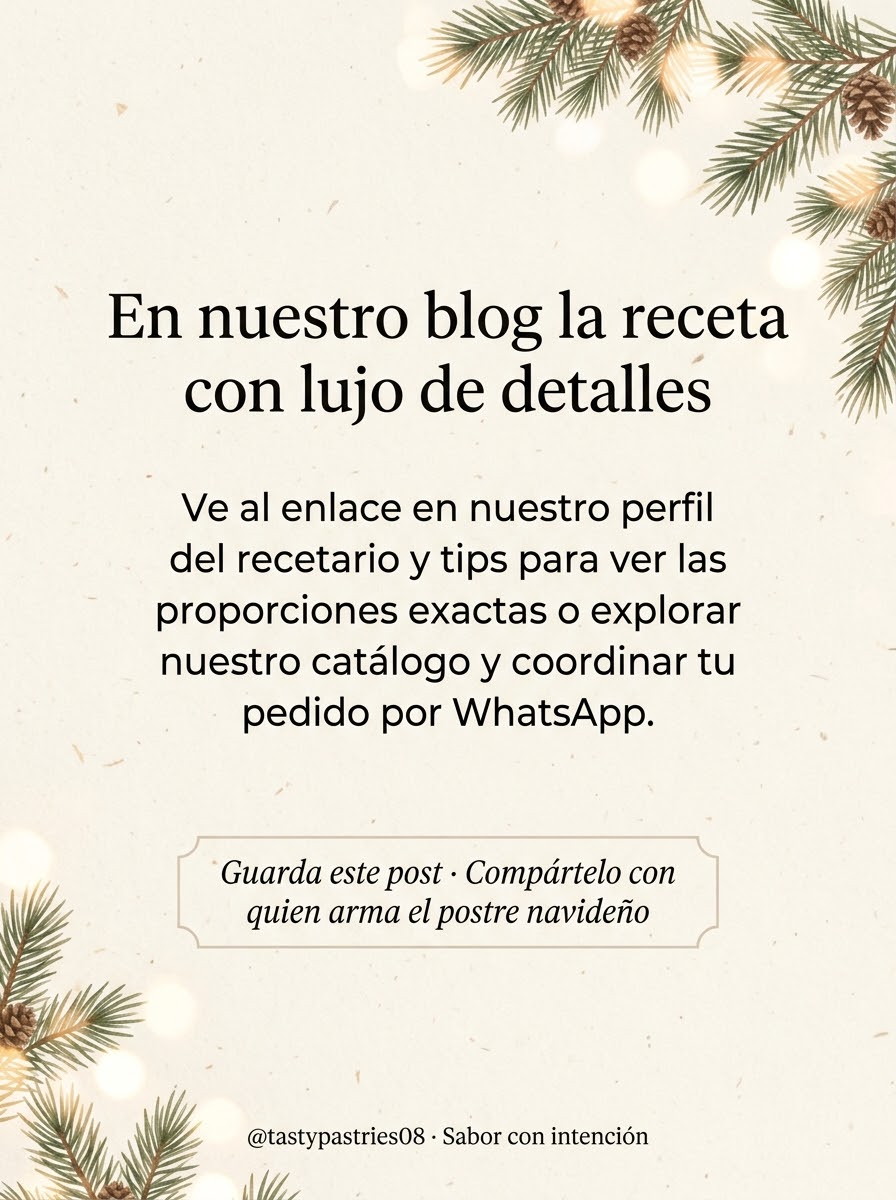 En nuestro blog la receta
con lujo de detalles
Ve al enlace en nuestro perfil
del recetario y tips para ver las
proporciones exactas o explorar
nuestro catálogo y coordinar tu
pedido por WhatsApp.
Guarda este post · Compártelo con
quien arma el postre navideño
@tastypastries08 · Sabor con intención